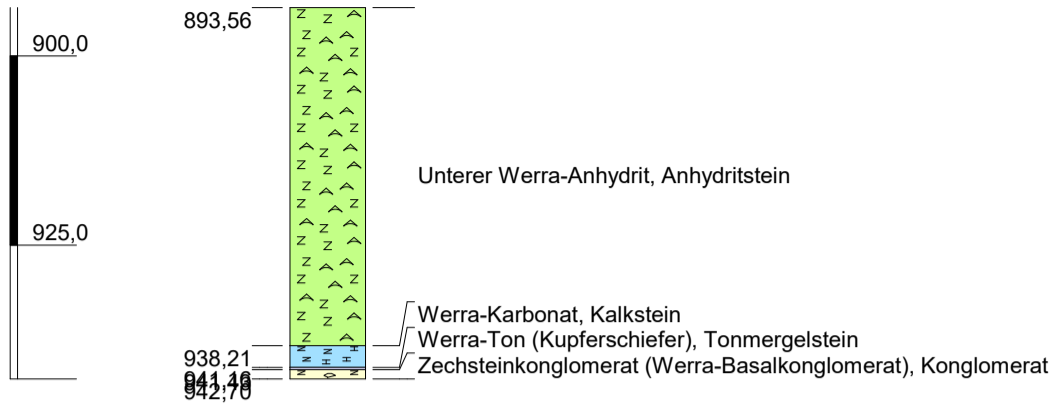 893,56
900,0
Unterer Werra-Anhydrit, Anhydritstein
925,0
Werra-Karbonat, Kalkstein
Werra-Ton (Kupferschiefer), Tonmergelstein
938,21
Zechsteinkonglomerat (Werra-Basalkonglomerat), Konglomerat
942,70